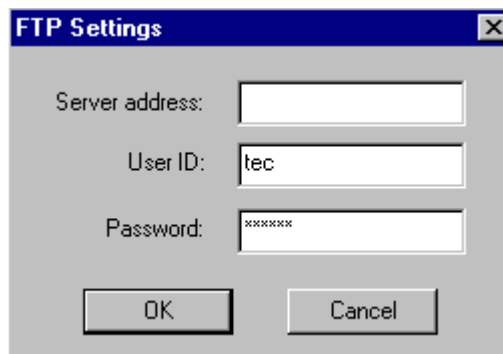 FTP Settings
Server address:
User ID: tec
Password: ******
OK Cancel